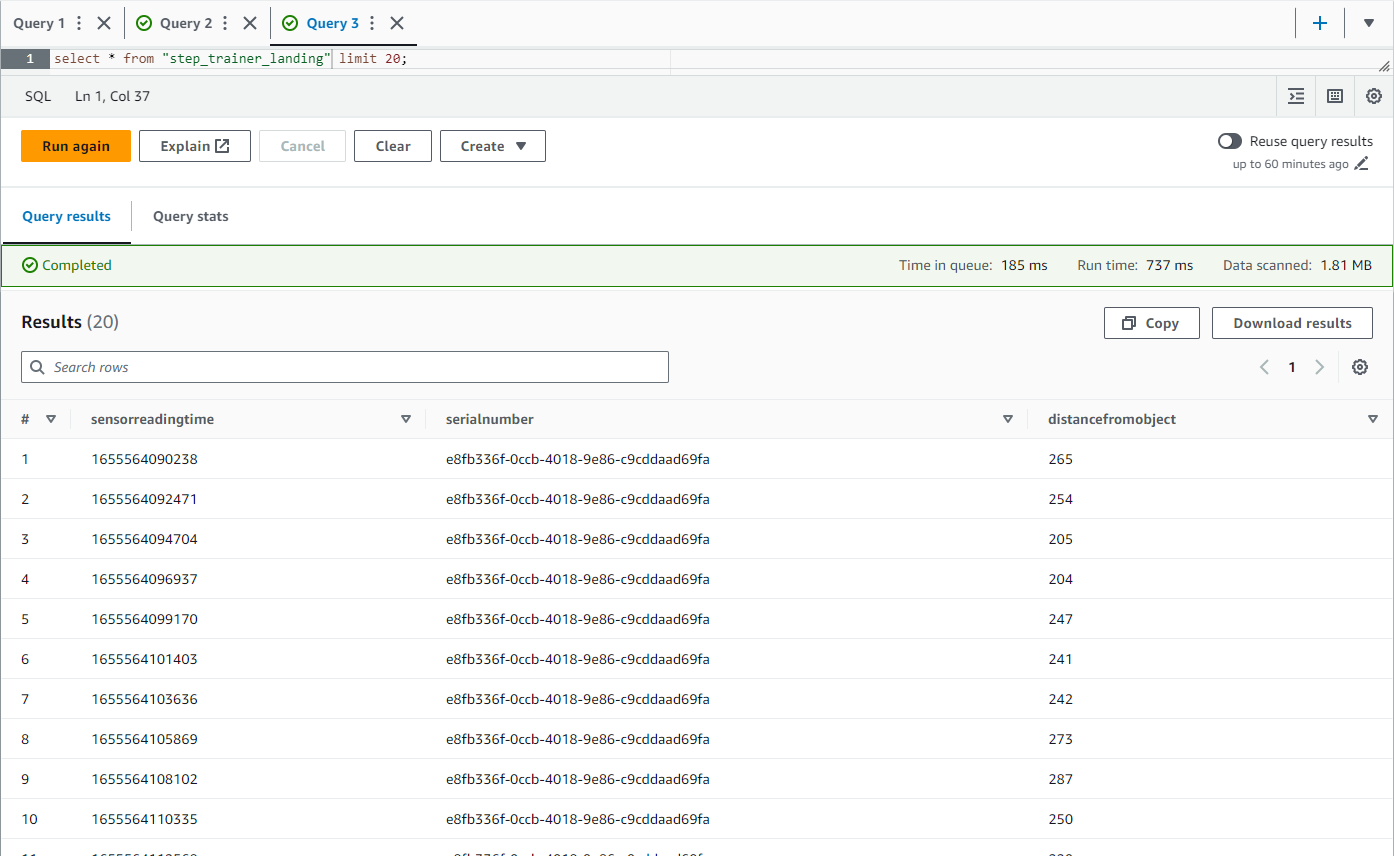 Query 1 Query 2 Query 3
1 select * from "step_trainer_landing" limit 20;
SQL Ln 1, Col 37
Run again Explain Cancel Clear Create Reuse query results
up to 60 minutes ago
Query results Query stats
Completed Time in queue: 185 ms Run time: 737 ms Data scanned: 1.81 MB
Results (20) Copy Download results
Search rows 1
# sensorreadingtime serialnumber distancefromobject
1 1655564090238 e8fb336f-0ccb-4018-9e86-c9cddaad69fa 265
2 1655564092471 e8fb336f-0ccb-4018-9e86-c9cddaad69fa 254
3 1655564094704 e8fb336f-0ccb-4018-9e86-c9cddaad69fa 205
4 1655564096937 e8fb336f-0ccb-4018-9e86-c9cddaad69fa 204
5 1655564099170 e8fb336f-0ccb-4018-9e86-c9cddaad69fa 247
6 1655564101403 e8fb336f-0ccb-4018-9e86-c9cddaad69fa 241
7 1655564103636 e8fb336f-0ccb-4018-9e86-c9cddaad69fa 242
8 1655564105869 e8fb336f-0ccb-4018-9e86-c9cddaad69fa 273
9 1655564108102 e8fb336f-0ccb-4018-9e86-c9cddaad69fa 287
10 1655564110335 e8fb336f-0ccb-4018-9e86-c9cddaad69fa 250